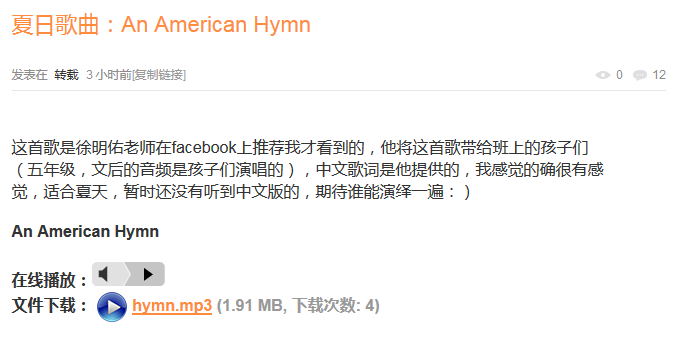 夏日歌曲：An American Hymn
发表在 转载 3 小时前[复制链接]
0 12
这首歌是徐明佑老师在facebook上推荐我才看到的，他将这首歌带给班上的孩子们
（五年级，文后的音频是孩子们演唱的），中文歌词是他提供的，我感觉的确很有感
觉，适合夏天，暂时还没有听到中文版的，期待谁能演绎一遍：）
An American Hymn
在线播放：
文件下载： hymn.mp3 (1.91 MB, 下载次数: 4)